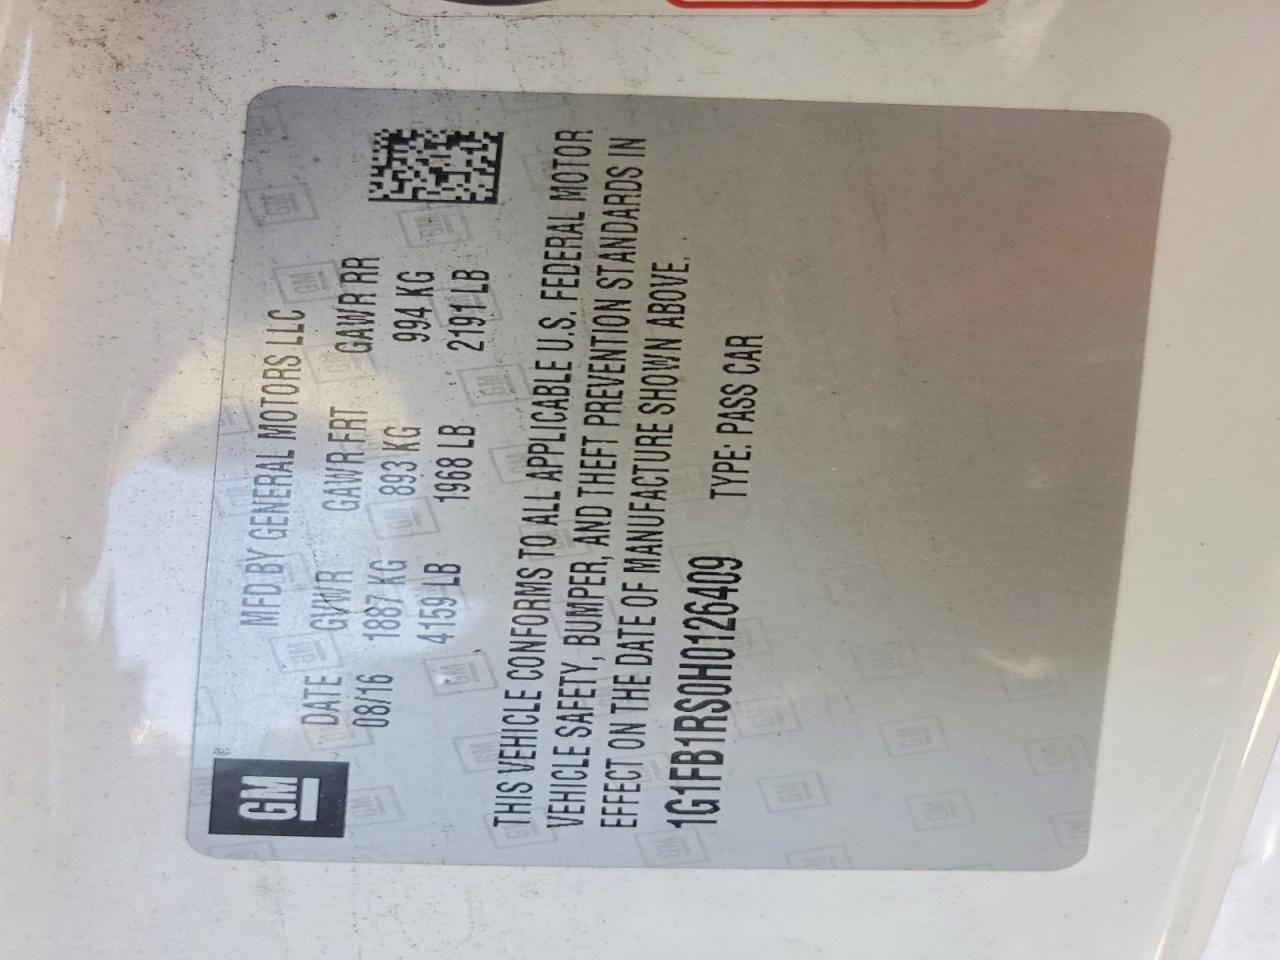 GM®
MFD BY GENERAL MOTORS LLC
DATE GVWR GAWR FRT GAWR RR
08/16 1887 KG 893 KG 994 KG
4159 LB 1968 LB 2191 LB
THIS VEHICLE CONFORMS TO ALL APPLICABLE U.S. FEDERAL MOTOR
VEHICLE SAFETY, BUMPER, AND THEFT PREVENTION STANDARDS IN
EFFECT ON THE DATE OF MANUFACTURE SHOWN ABOVE.
1G1FB1RS0H0126409 TYPE: PASS CAR